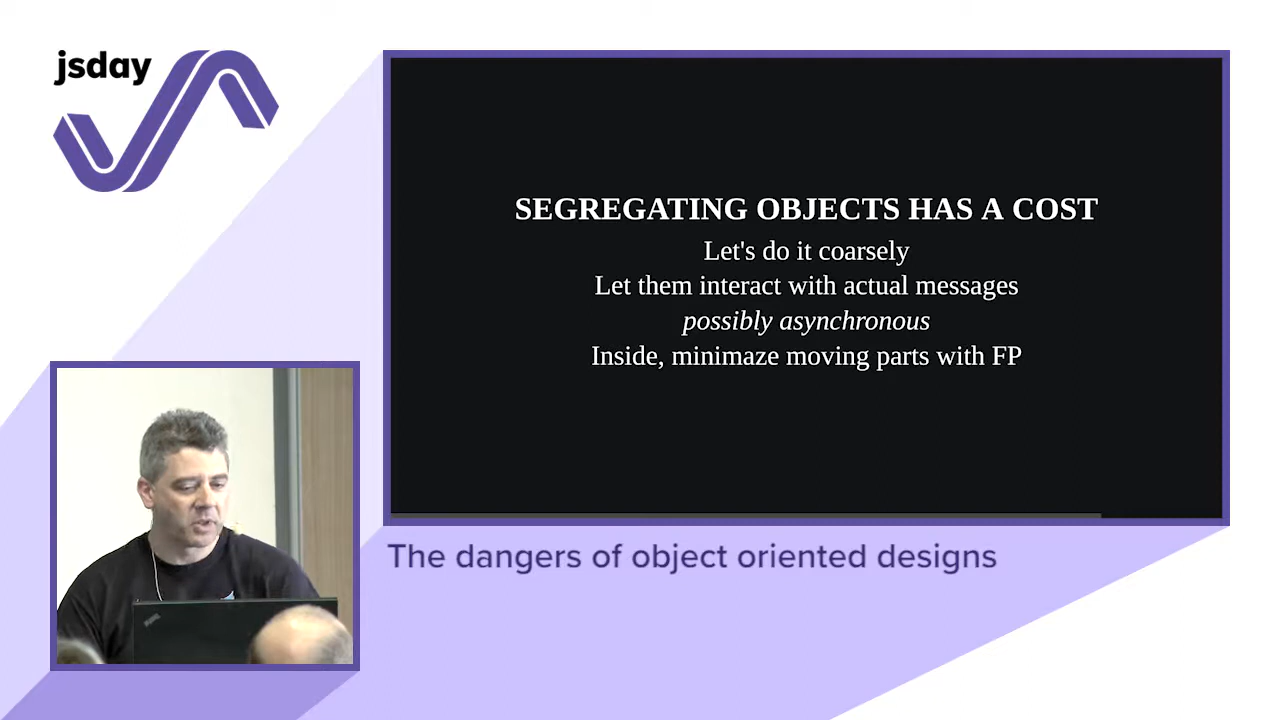 jsday
SEGREGATING OBJECTS HAS A COST
Let's do it coarsely
Let them interact with actual messages
possibly asynchronous
Inside, minimaze moving parts with FP
The dangers of object oriented designs